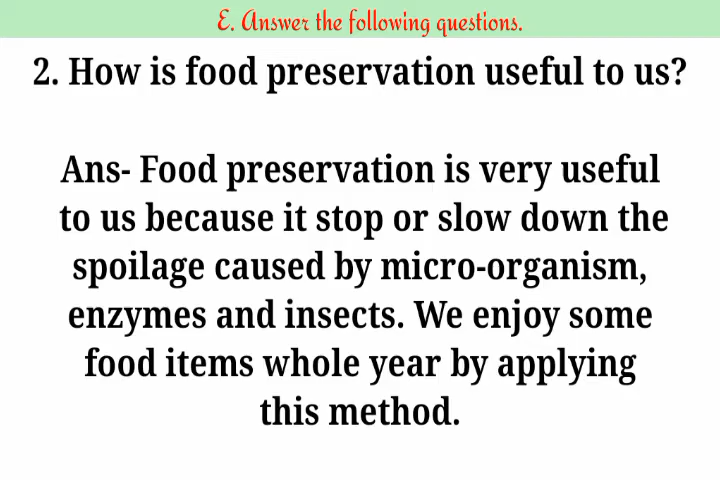 E. Answer the following questions.
2. How is food preservation useful to us?
Ans- Food preservation is very useful
to us because it stop or slow down the
spoilage caused by micro-organism,
enzymes and insects. We enjoy some
food items whole year by applying
this method.